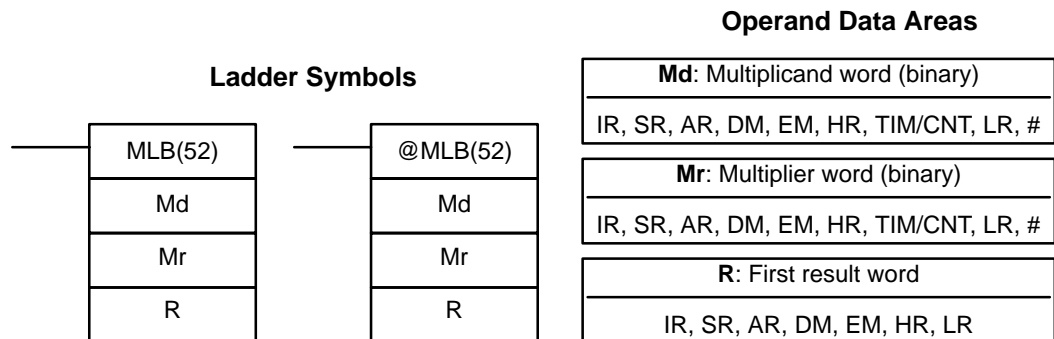 Ladder Symbols
MLB(52)
Md
Mr
R
@MLB(52)
Md
Mr
R
Operand Data Areas
Md: Multiplicand word (binary)
IR, SR, AR, DM, EM, HR, TIM/CNT, LR, #
Mr: Multiplier word (binary)
IR, SR, AR, DM, EM, HR, TIM/CNT, LR, #
R: First result word
IR, SR, AR, DM, EM, HR, LR